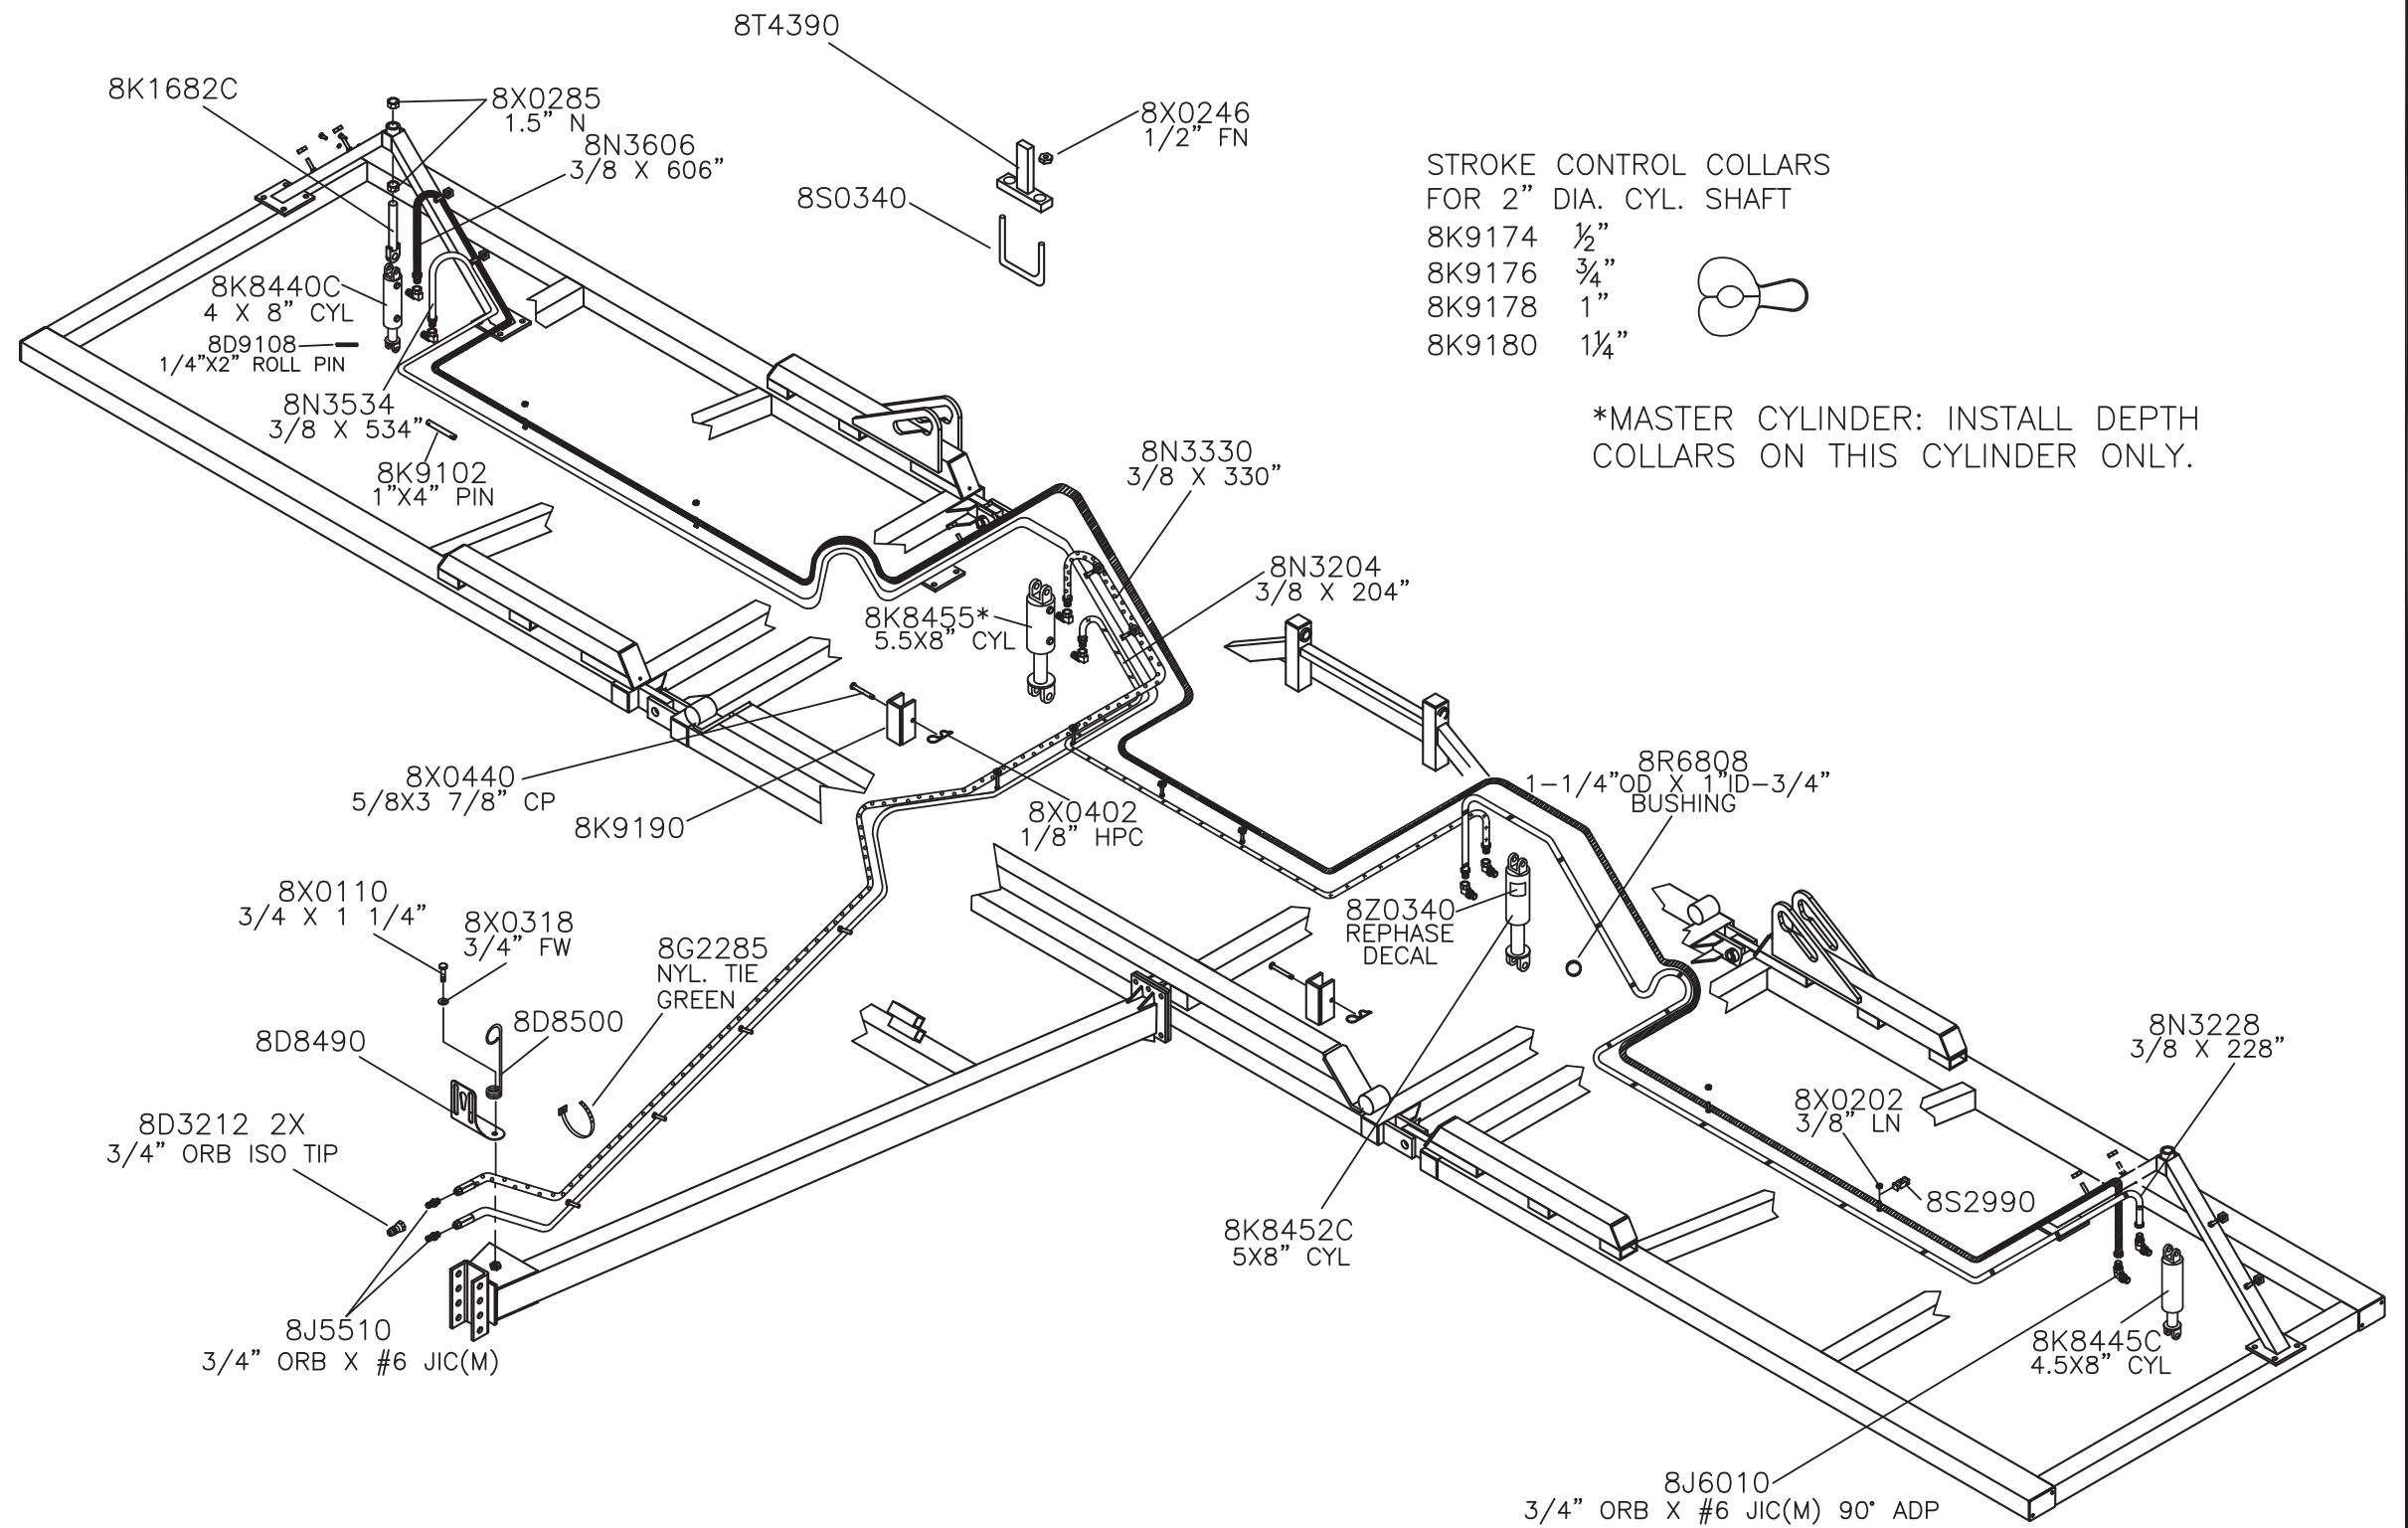 8T4390
8K1682C
8X0285
1.5” N
8X0246
1/2” FN
8N3606
3/8 X 606”
8S0340
STROKE CONTROL COLLARS
FOR 2” DIA. CYL. SHAFT
8K9174 ½”
8K9176 ¾”
8K9178 1”
8K9180 1¼”
8K8440C
4 X 8” CYL
8D9108
1/4”X2” ROLL PIN
8N3534
3/8 X 534”
8K9102
1”X4” PIN
*MASTER CYLINDER: INSTALL DEPTH
COLLARS ON THIS CYLINDER ONLY.
8N3330
3/8 X 330”
8N3204
3/8 X 204”
8K8455*
5.5X8” CYL
8X0440
5/8X3 7/8” CP
8K9190
8X0402
1/8” HPC
8R6808
1-1/4”OD X 1”ID-3/4”
BUSHING
8X0110
3/4 X 1 1/4”
8X0318
3/4” FW
8G2285
NYL. TIE
GREEN
8Z0340
REPHASE
DECAL
8D8500
8D8490
8D3212 2X
3/4” ORB ISO TIP
8N3228
3/8 X 228”
8X0202
3/8” LN
8S2990
8K8452C
5X8” CYL
8J5510
3/4” ORB X #6 JIC(M)
8K8445C
4.5X8” CYL
8J6010
3/4” ORB X #6 JIC(M) 90° ADP